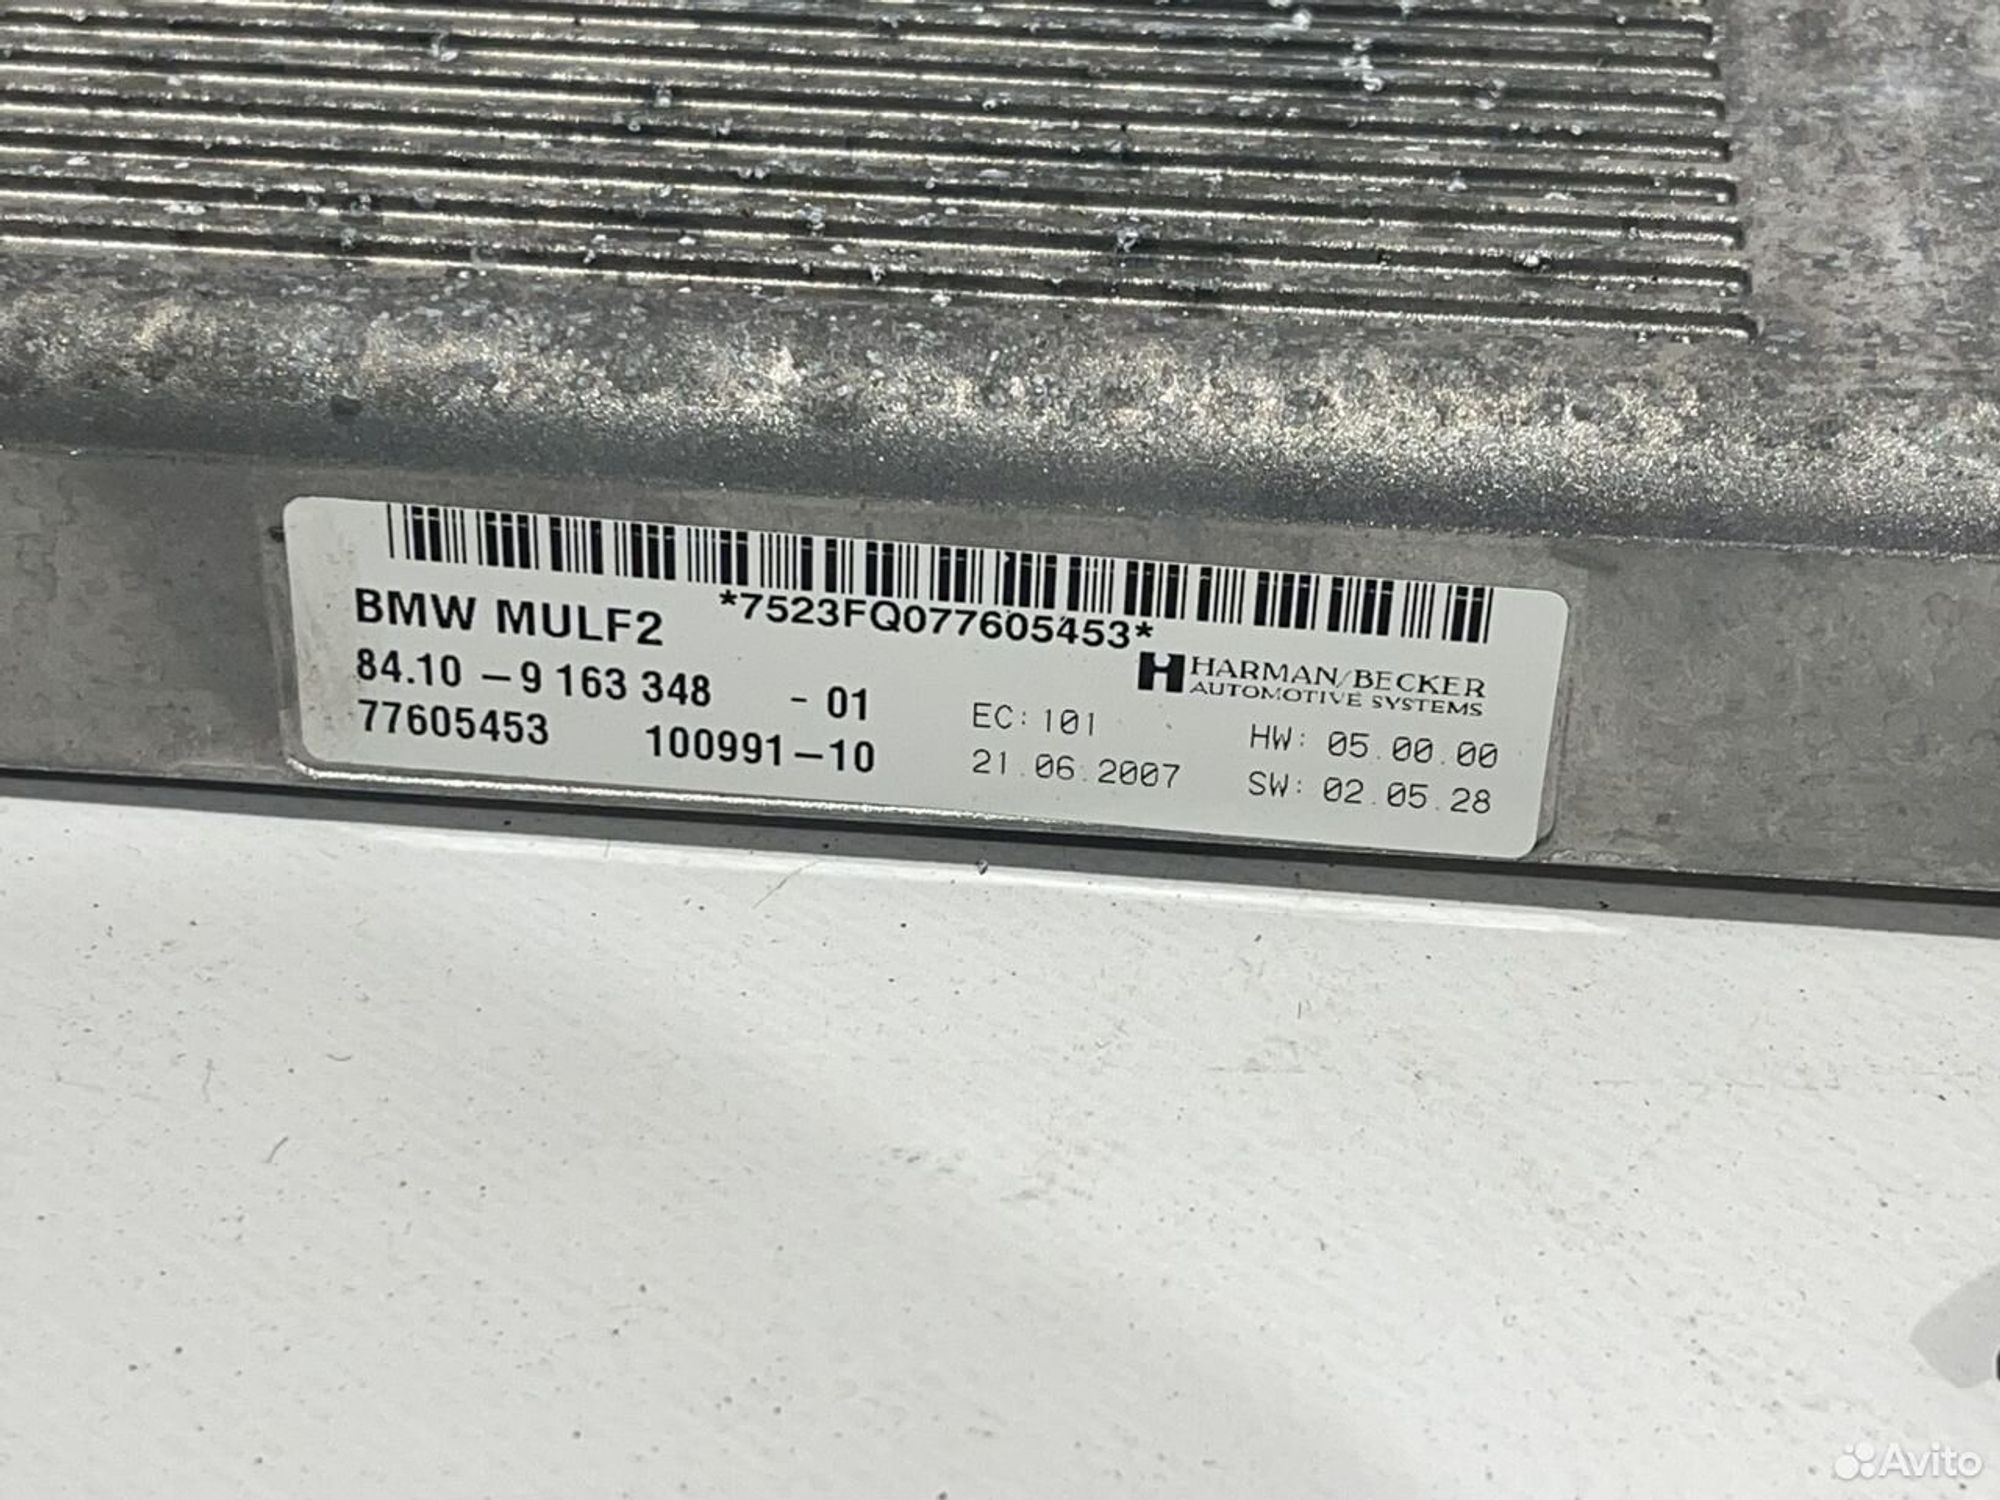 *7523FQ077605453*
BMW MULF2
HARMAN/BECKER
AUTOMOTIVE SYSTEMS
84.10 – 9 163 348 - 01
EC: 101 HW: 05.00.00
77605453 100991–10
21.06.2007 SW: 02.05.28
Avito